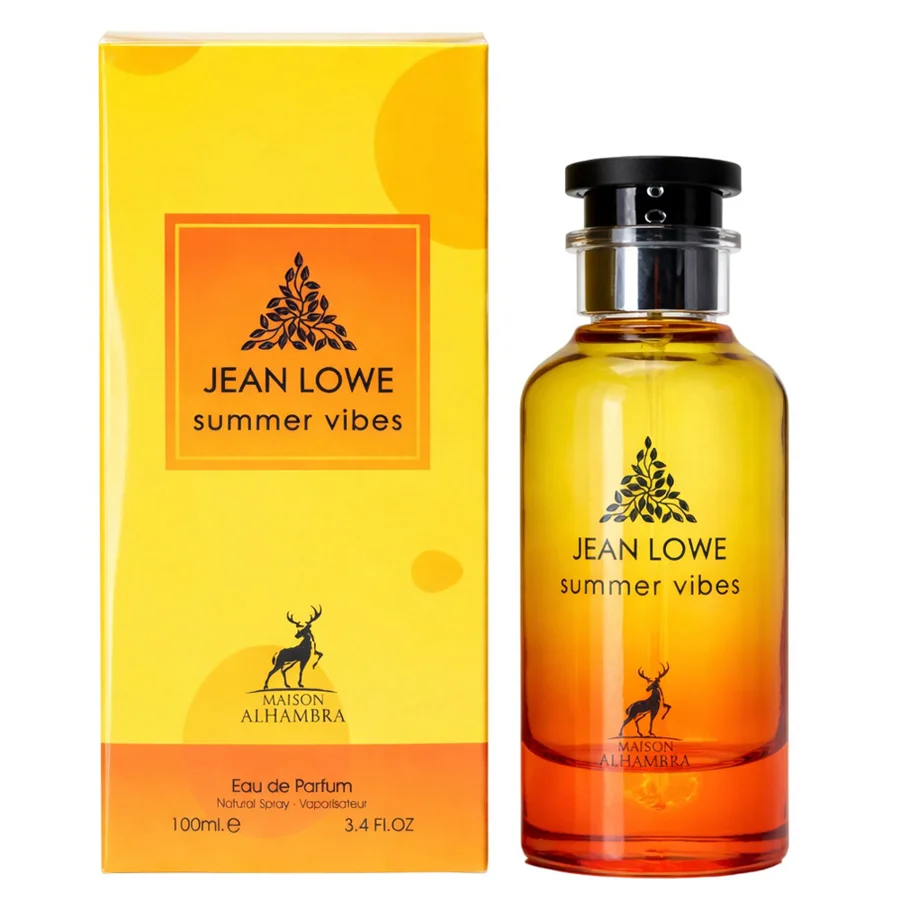 JEAN LOWE
summer vibes
MAISON
ALHAMBRA
Eau de Parfum
Natural Spray · Vaporisateur
100ml.e 3.4 Fl.OZ
JEAN LOWE
summer vibes
MAISON
ALHAMBRA